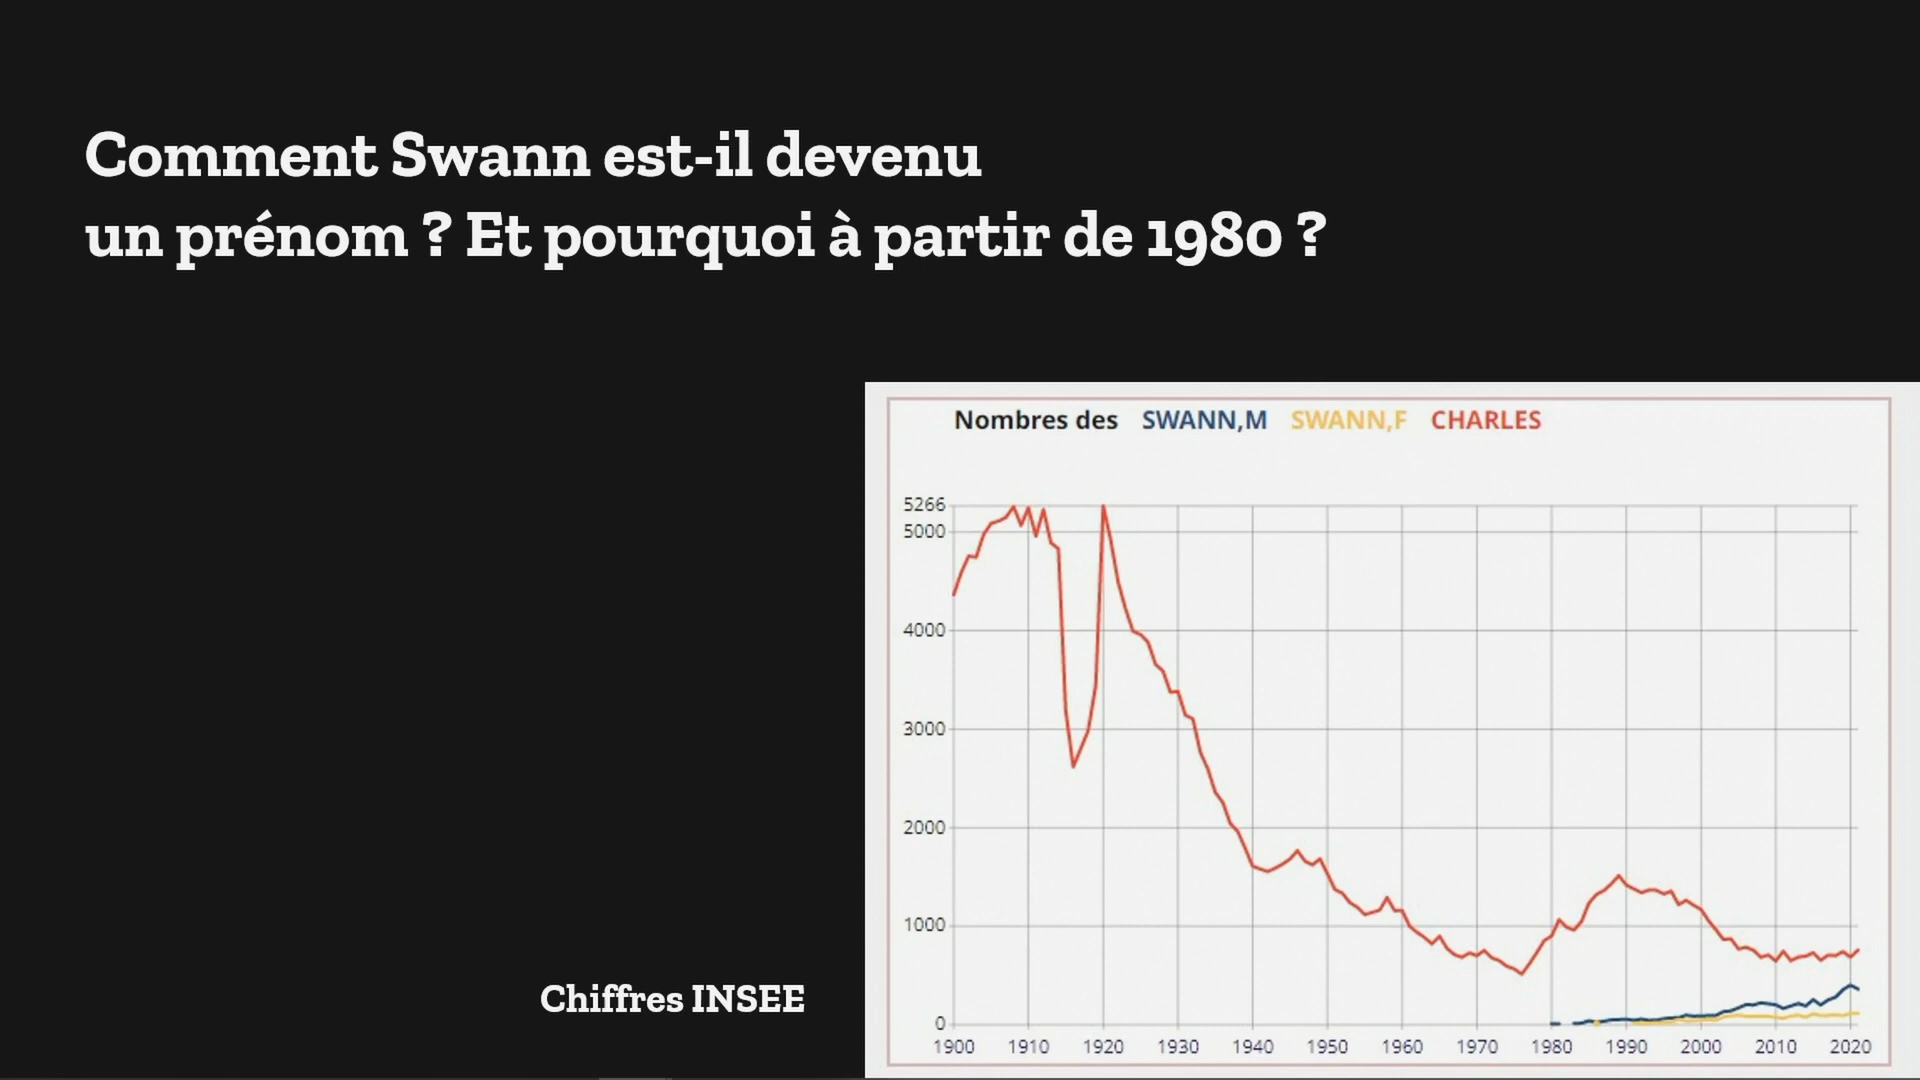 Comment Swann est-il devenu
un prénom ? Et pourquoi à partir de 1980 ?
Nombres des SWANN,M SWANN,F CHARLES
5266
5000
4000
3000
2000
1000
0
1900 1910 1920 1930 1940 1950 1960 1970 1980 1990 2000 2010 2020
Chiffres INSEE